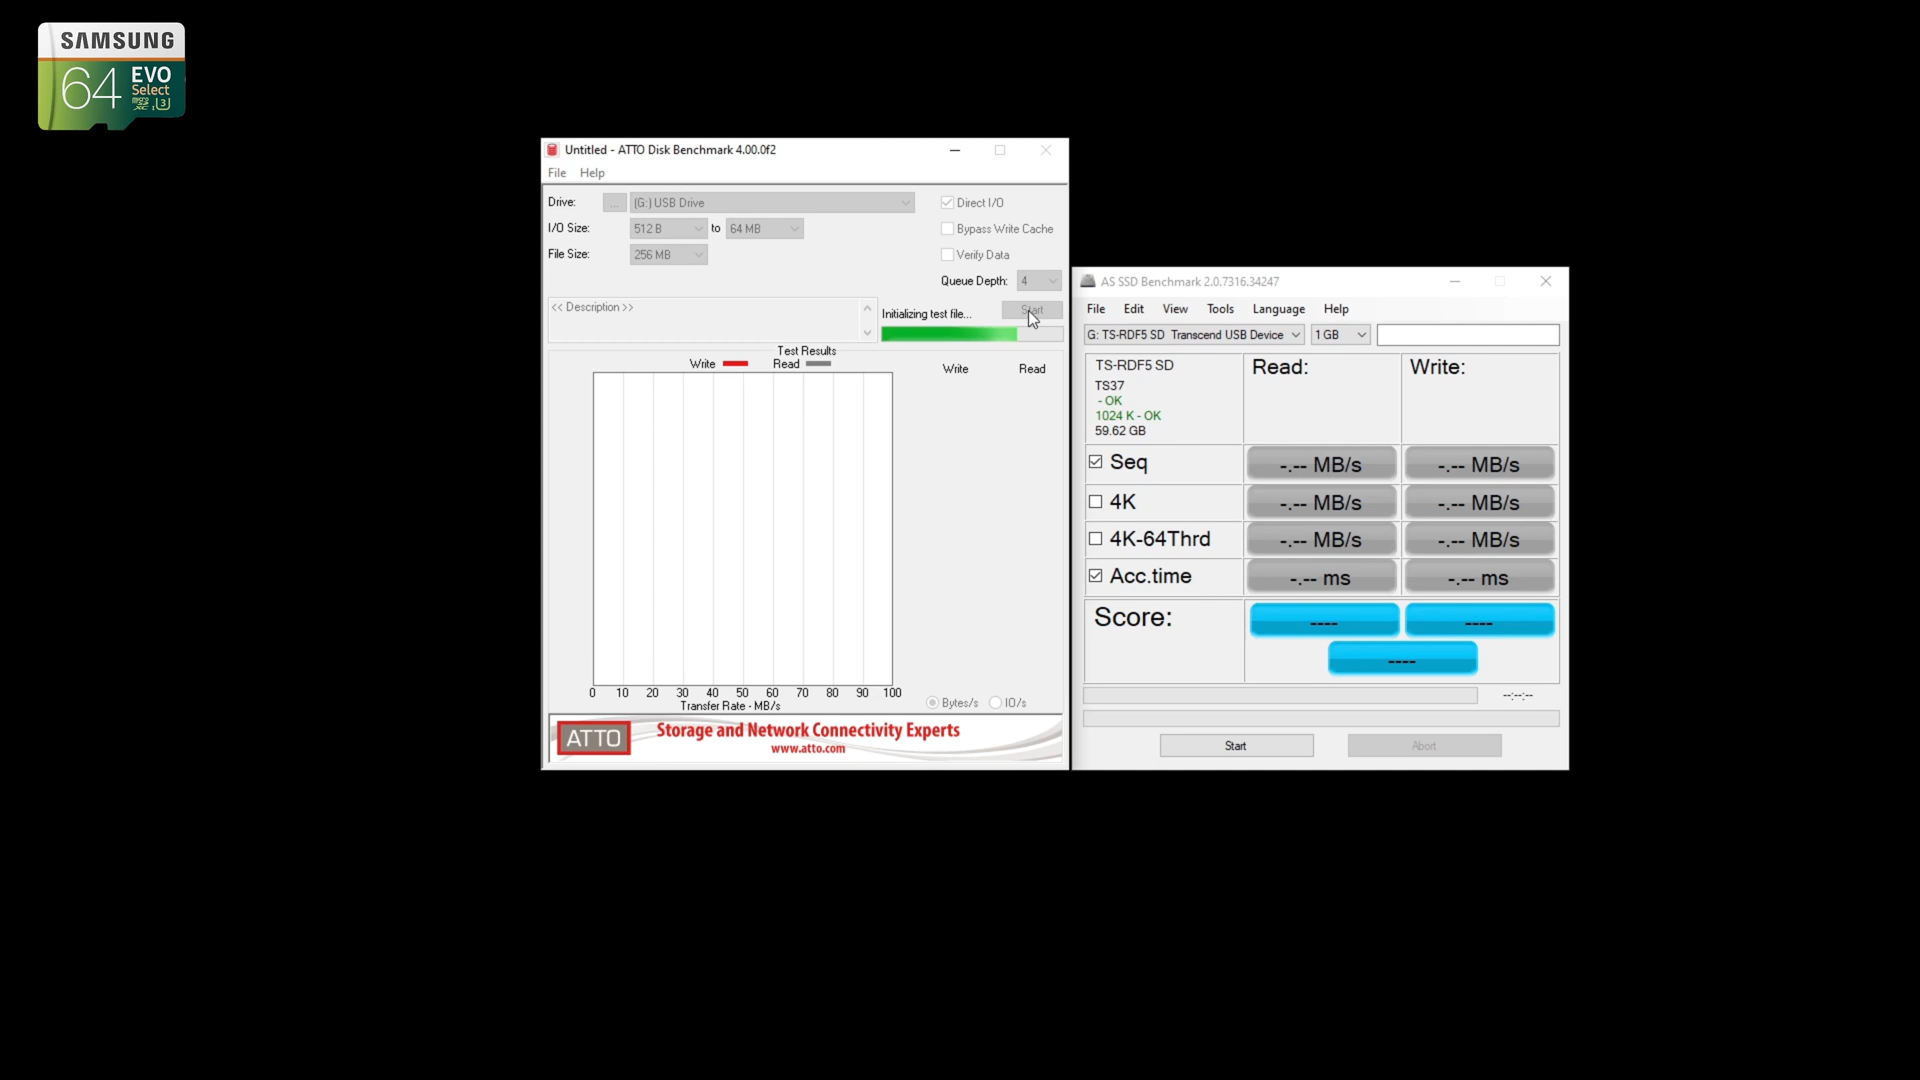 SAMSUNG
64 EVO
Select
micro
XC I U3
Untitled - ATTO Disk Benchmark 4.00.0f2
File Help
Drive: ... (G:) USB Drive
Direct I/O
I/O Size: 512 B to 64 MB
Bypass Write Cache
File Size: 256 MB
Verify Data
Queue Depth: 4
<< Description >>
Initializing test file...
Start
Test Results
Write Read
Write Read
0 10 20 30 40 50 60 70 80 90 100
Transfer Rate - MB/s
Bytes/s IO/s
ATTO
Storage and Network Connectivity Experts
www.atto.com
AS SSD Benchmark 2.0.7316.34247
File Edit View Tools Language Help
G: TS-RDF5 SD Transcend USB Device 1 GB
TS-RDF5 SD
TS37
- OK
1024 K - OK
59.62 GB
Read: Write:
Seq -.-- MB/s -.-- MB/s
4K -.-- MB/s -.-- MB/s
4K-64Thrd -.-- MB/s -.-- MB/s
Acc.time -.-- ms -.-- ms
Score: ---- ----
----
--:--:--
Start Abort